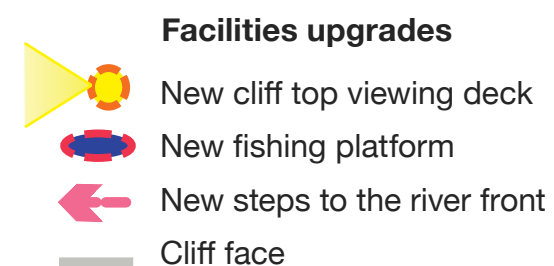 Facilities upgrades
New cliff top viewing deck
New fishing platform
New steps to the river front
Cliff face